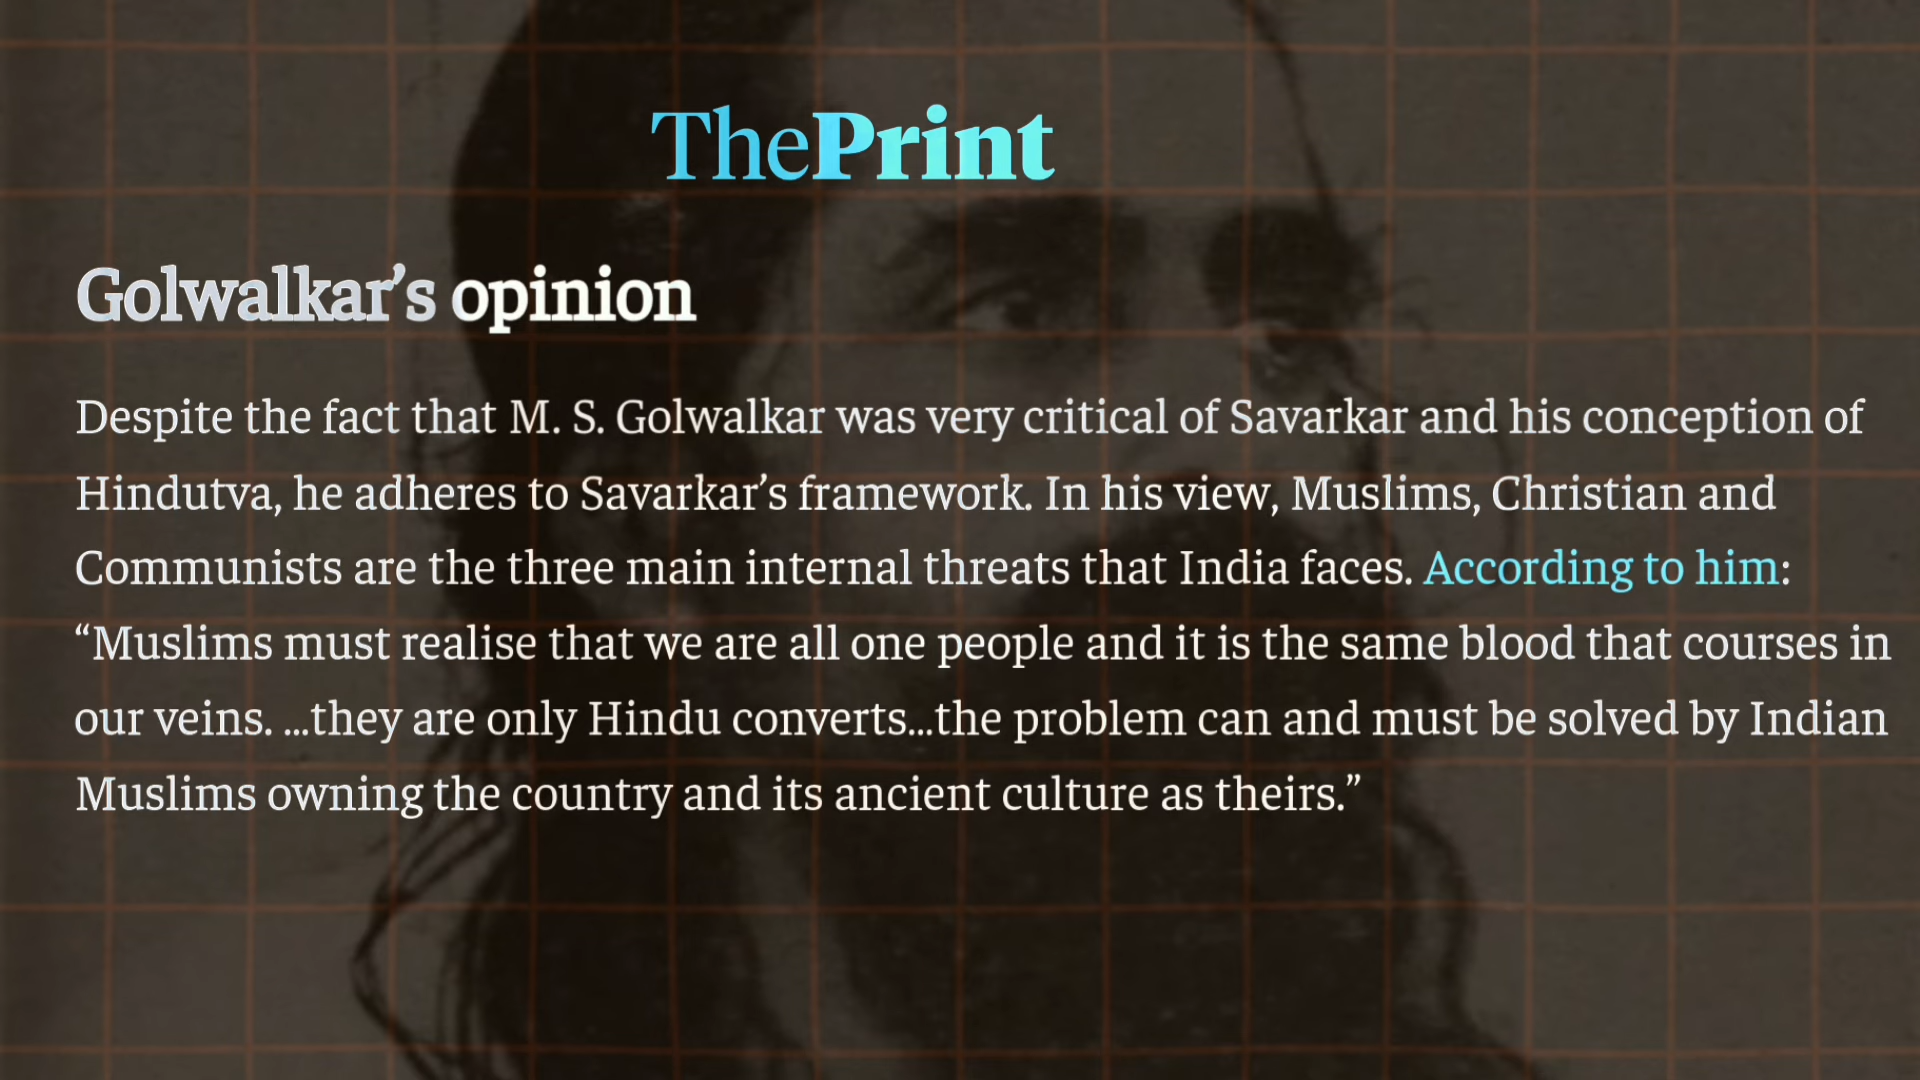 ThePrint
Golwalkar’s opinion
Despite the fact that M. S. Golwalkar was very critical of Savarkar and his conception of
Hindutva, he adheres to Savarkar’s framework. In his view, Muslims, Christian and
Communists are the three main internal threats that India faces. According to him:
“Muslims must realise that we are all one people and it is the same blood that courses in
our veins. ...they are only Hindu converts...the problem can and must be solved by Indian
Muslims owning the country and its ancient culture as theirs.”